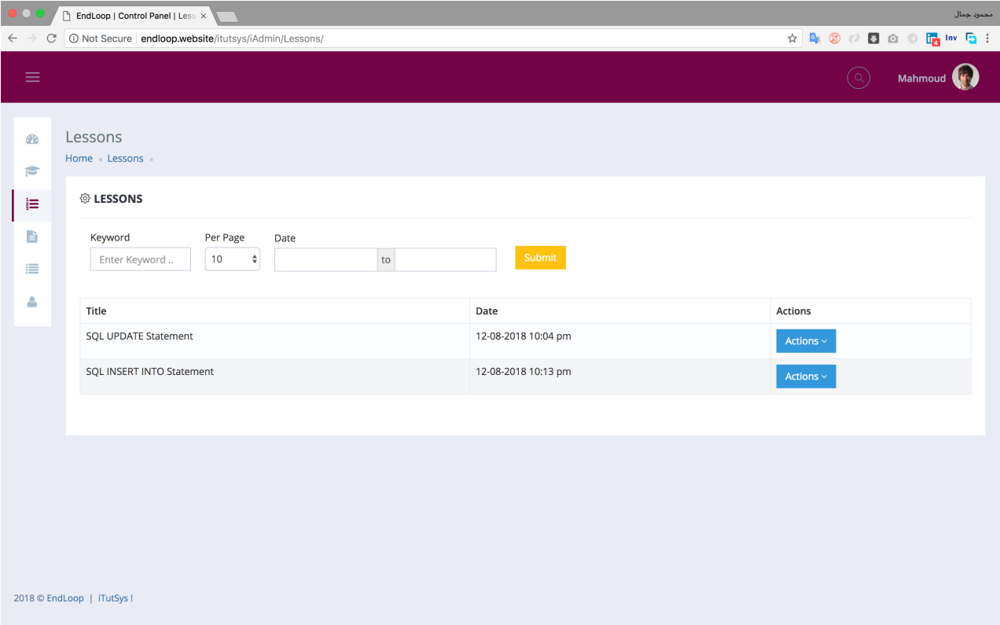 EndLoop | Control Panel | Less
محمود جمال
Not Secure endloop.website/itutsys/iAdmin/Lessons/
4 Inv
Mahmoud
Lessons
Home Lessons
LESSONS
Keyword Per Page Date
Enter Keyword .. 10 to Submit
Title Date Actions
SQL UPDATE Statement 12-08-2018 10:04 pm Actions
SQL INSERT INTO Statement 12-08-2018 10:13 pm Actions
2018 © EndLoop | iTutSys !